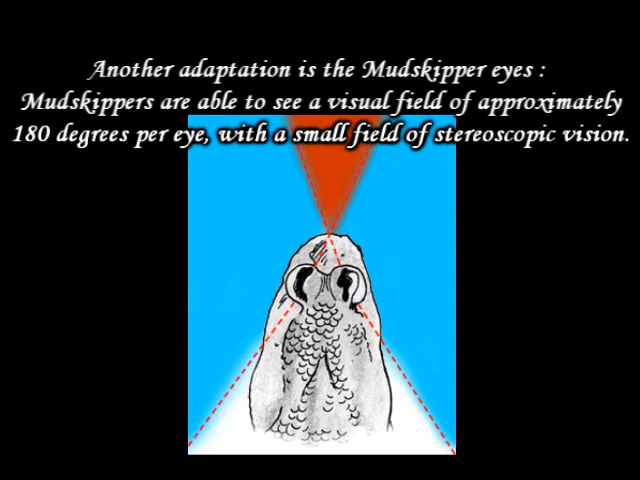 Another adaptation is the Mudskipper eyes :
Mudskippers are able to see a visual field of approximately
180 degrees per eye, with a small field of stereoscopic vision.